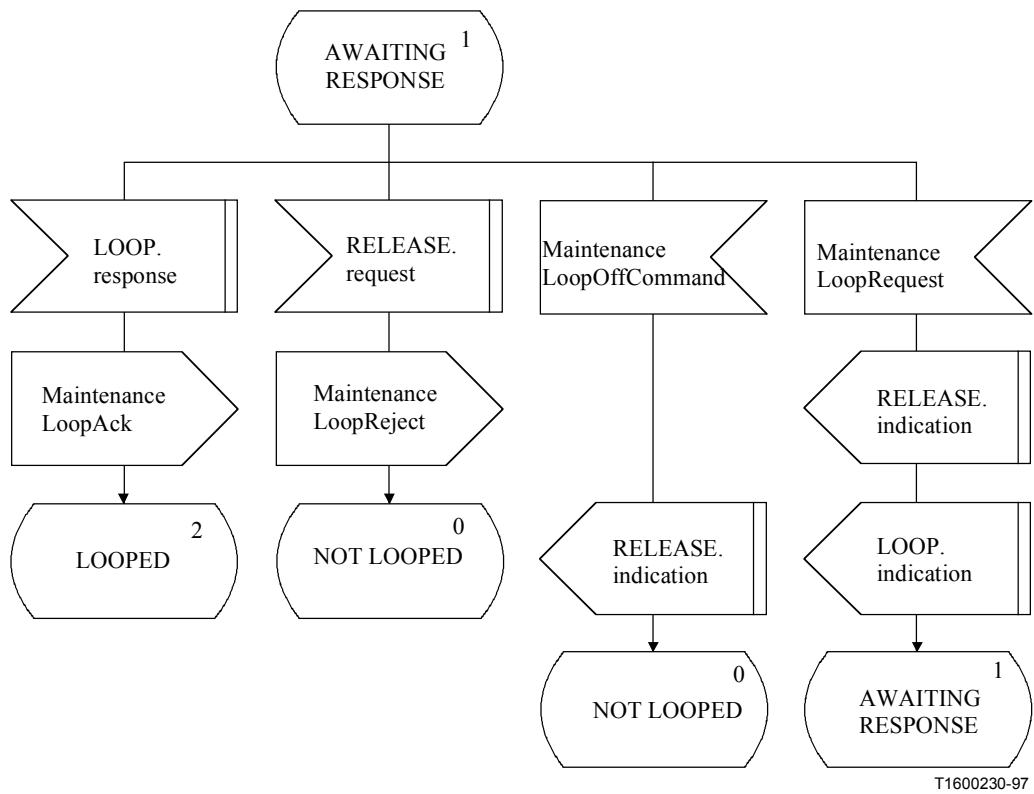 1
AWAITING
RESPONSE
LOOP.
response
RELEASE.
request
Maintenance
LoopOffCommand
Maintenance
LoopRequest
Maintenance
LoopAck
Maintenance
LoopReject
RELEASE.
indication
2
LOOPED
0
NOT LOOPED
RELEASE.
indication
LOOP.
indication
0
NOT LOOPED
1
AWAITING
RESPONSE
T1600230-97